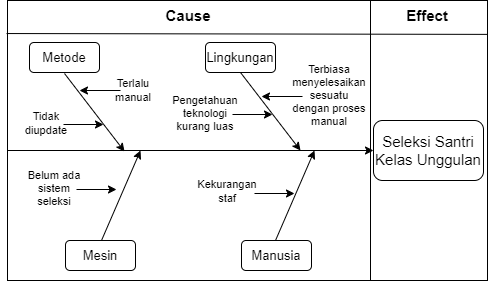 Cause
Effect
Metode
Terlalu
manual
Tidak
diupdate
Lingkungan
Terbiasa
menyelesaikan
sesuatu
dengan proses
manual
Pengetahuan
teknologi
kurang luas
Seleksi Santri
Kelas Unggulan
Belum ada
sistem
seleksi
Mesin
Kekurangan
staf
Manusia